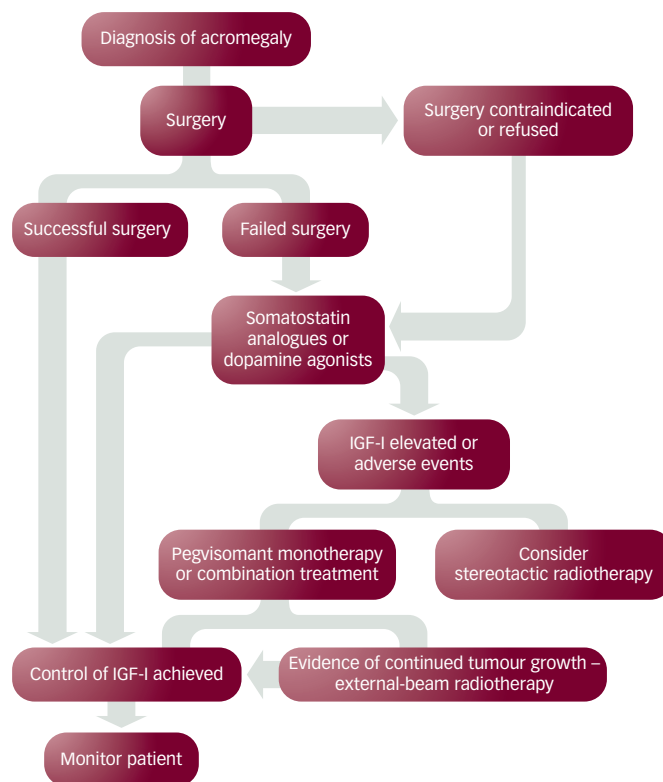 Diagnosis of acromegaly
Surgery
Surgery contraindicated
or refused
Successful surgery
Failed surgery
Somatostatin
analogues or
dopamine agonists
IGF-I elevated or
adverse events
Pegvisomant monotherapy
or combination treatment
Consider
stereotactic radiotherapy
Control of IGF-I achieved
Evidence of continued tumour growth –
external-beam radiotherapy
Monitor patient